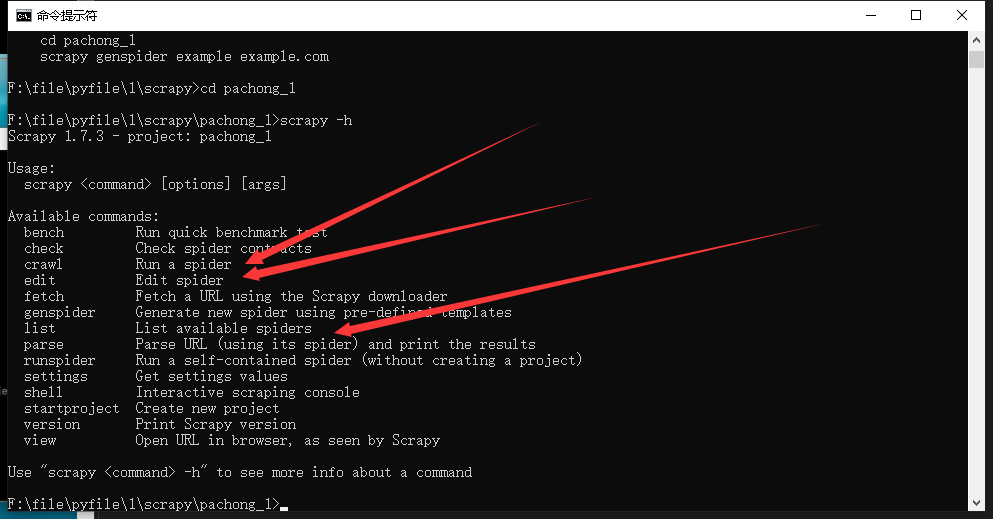 命令提示符
cd pachong_1
scrapy genspider example example.com
F:\file\pyfile\1\scrapy>cd pachong_1
F:\file\pyfile\1\scrapy\pachong_1>scrapy -h
Scrapy 1.7.3 - project: pachong_1
Usage:
scrapy <command> [options] [args]
Available commands:
bench Run quick benchmark test
check Check spider contracts
crawl Run a spider
edit Edit spider
fetch Fetch a URL using the Scrapy downloader
genspider Generate new spider using pre-defined templates
list List available spiders
parse Parse URL (using its spider) and print the results
runspider Run a self-contained spider (without creating a project)
settings Get settings values
shell Interactive scraping console
startproject Create new project
version Print Scrapy version
view Open URL in browser, as seen by Scrapy
Use "scrapy <command> -h" to see more info about a command
F:\file\pyfile\1\scrapy\pachong_1>